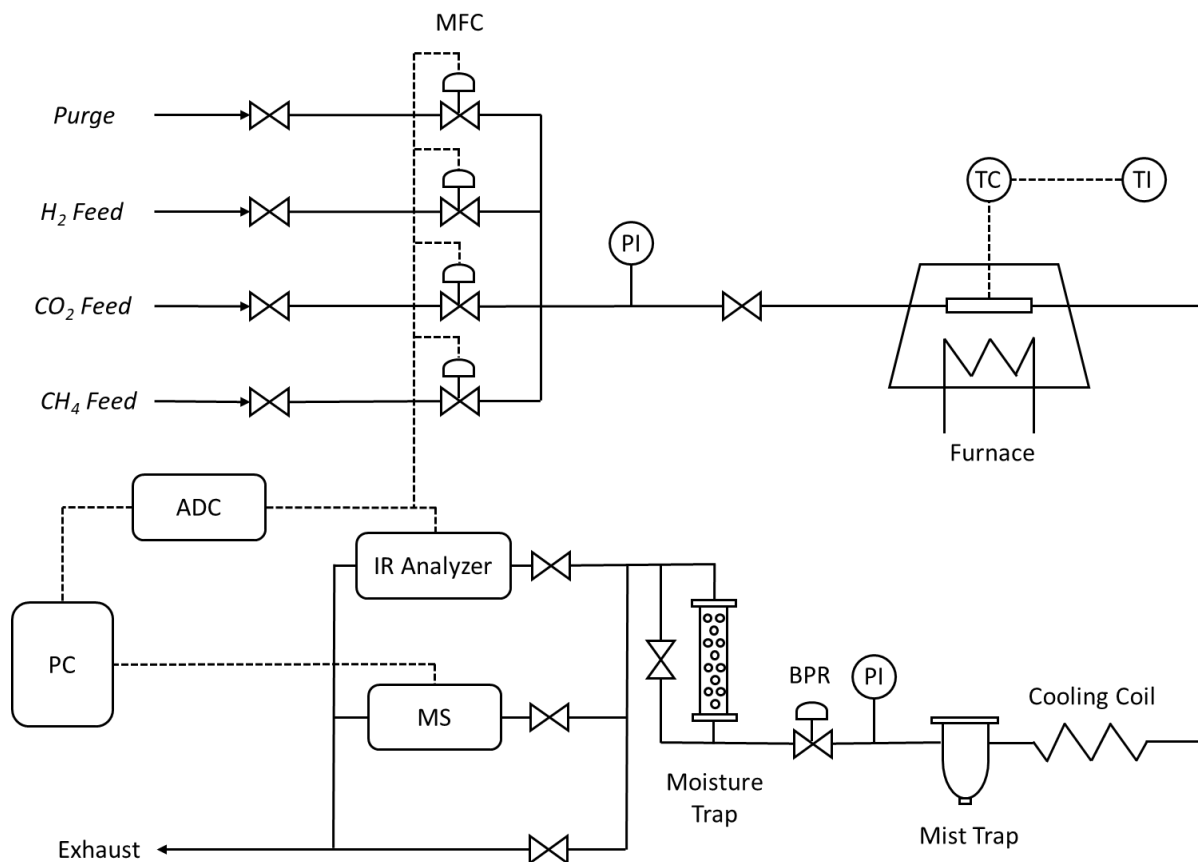 MFC
Purge
H₂ Feed
CO₂ Feed
CH₄ Feed
PI
TC
TI
Furnace
ADC
IR Analyzer
PC
MS
BPR
PI
Cooling Coil
Moisture
Trap
Mist Trap
Exhaust